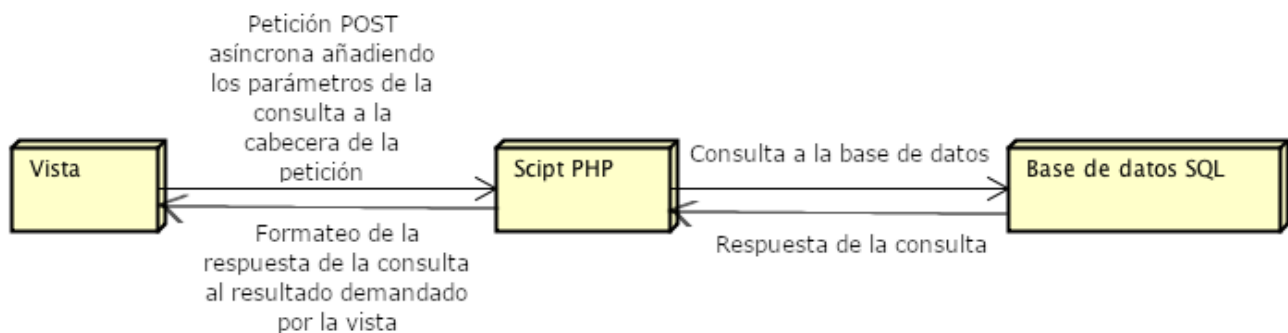 Petición POST
asíncrona añadiendo
los parámetros de la
consulta a la
cabecera de la
petición
Vista
Scipt PHP
Consulta a la base de datos
Base de datos SQL
Formateo de la
respuesta de la consulta
al resultado demandado
por la vista
Respuesta de la consulta